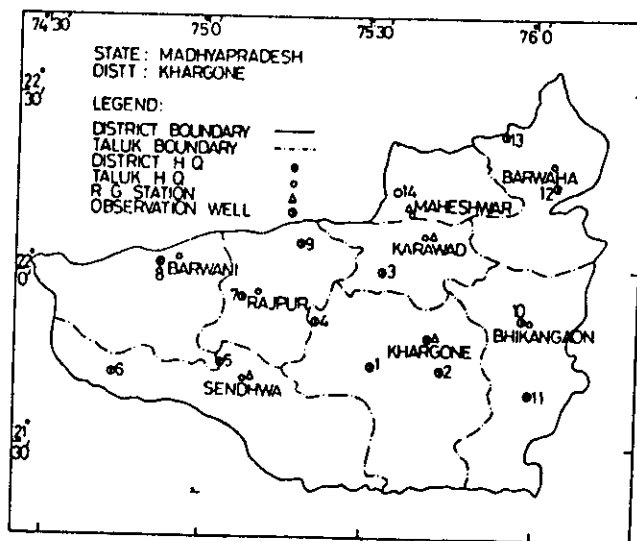 74°30' 75°0' 75°30' 76°0'
STATE: MADHYAPRADESH
DISTT: KHARGONE
22°
30'
LEGEND:
DISTRICT BOUNDARY
TALUK BOUNDARY
DISTRICT H Q
TALUK H Q
R G STATION
OBSERVATION WELL
13
BARWAHA
12
14
MAHESHWAR
9
KARAWAD
22°
0'
8
BARWANI
3
7
RAJPUR
4
10
BHIKANGAON
KHARGONE
5
6
SENDHWA
1
2
11
21°
30'